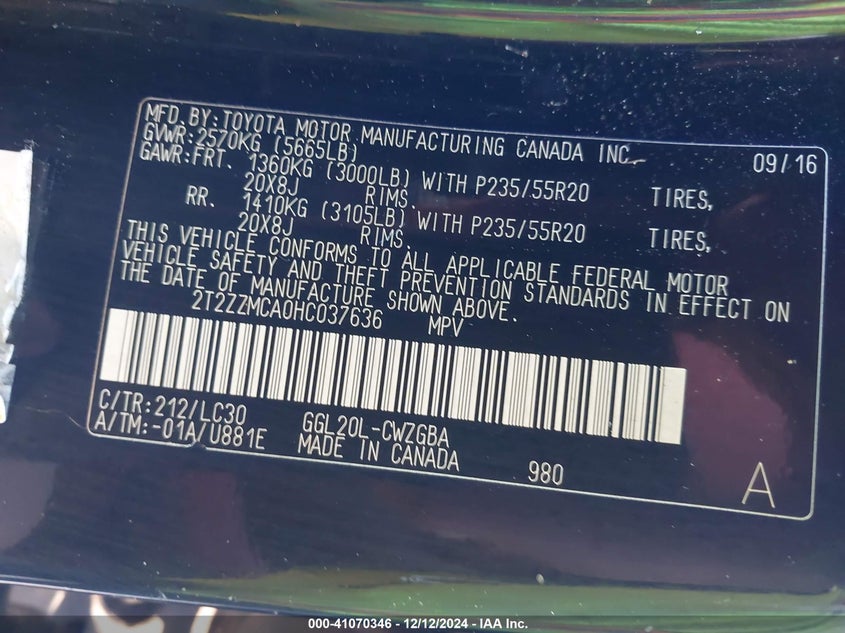 MFD. BY: TOYOTA MOTOR MANUFACTURING CANADA INC. 09/16
GVWR: 2570KG (5665LB)
GAWR: FRT. 1360KG (3000LB) WITH P235/55R20 TIRES,
20X8J RIMS.
RR. 1410KG (3105LB) WITH P235/55R20 TIRES,
20X8J RIMS.
THIS VEHICLE CONFORMS TO ALL APPLICABLE FEDERAL MOTOR
VEHICLE SAFETY AND THEFT PREVENTION STANDARDS IN EFFECT ON
THE DATE OF MANUFACTURE SHOWN ABOVE.
2T2ZZMCA0HC037636 MPV
C/TR:212/LC30 GGL20L-CWZGBA
A/TM:-01A/U881E MADE IN CANADA 980 A
000-41070346 - 12/12/2024 - IAA Inc.